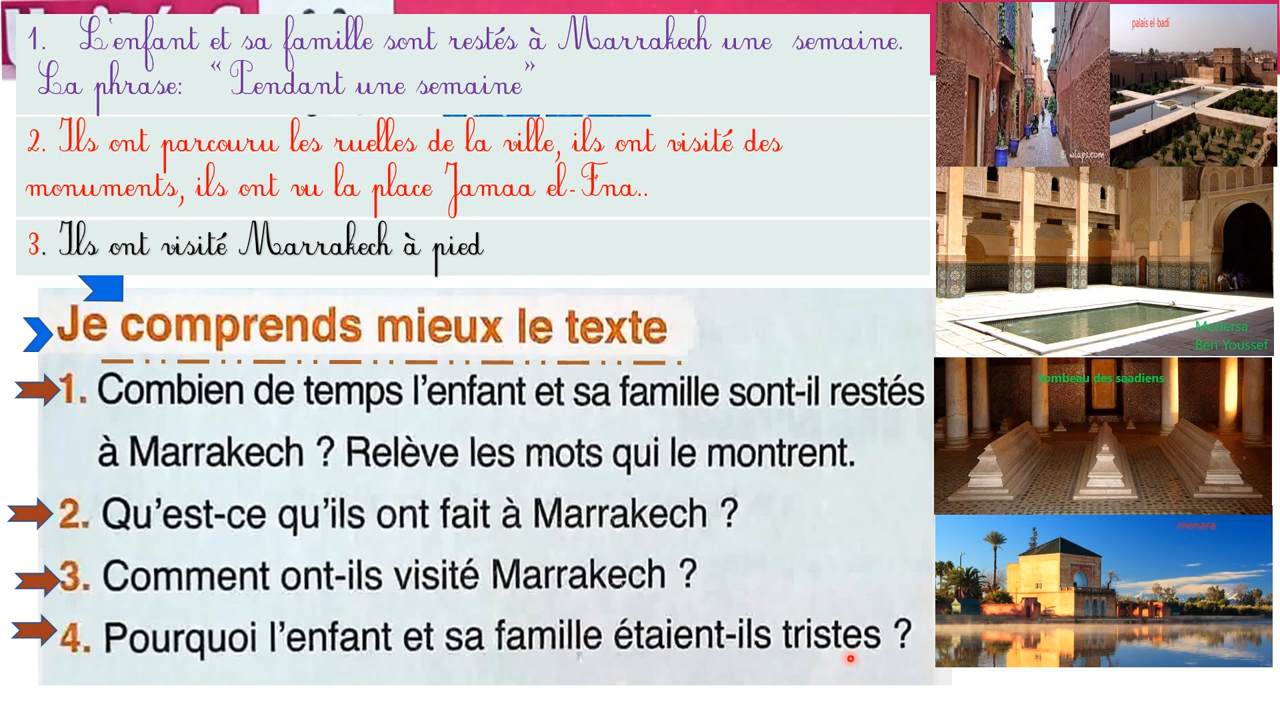 1. L'enfant et sa famille sont restés à Marrakech une semaine.
La phrase: “Pendant une semaine”
2. Ils ont parcouru les ruelles de la ville, ils ont visité des
monuments, ils ont vu la place Jamaa el-Fna..
3. Ils ont visité Marrakech à pied
Je comprends mieux le texte
1. Combien de temps l'enfant et sa famille sont-il restés
à Marrakech ? Relève les mots qui le montrent.
2. Qu'est-ce qu'ils ont fait à Marrakech ?
3. Comment ont-ils visité Marrakech ?
4. Pourquoi l'enfant et sa famille étaient-ils tristes ?
© wlaps.com
palais el-badi
Medersa
Ben Youssef
tombeau des saadiens
menara